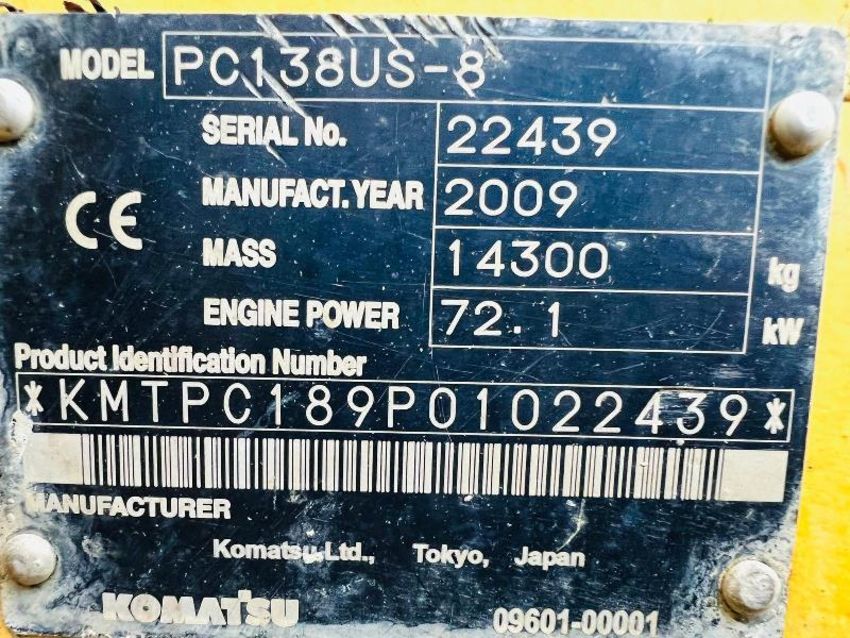 MODEL PC138US-8
SERIAL No. 22439
MANUFACT.YEAR 2009
CE
MASS 14300 kg
ENGINE POWER 72.1 kW
Product Identification Number
*KMTPC189P01022439*
MANUFACTURER
Komatsu,Ltd., Tokyo, Japan
KOMATSU 09601-00001